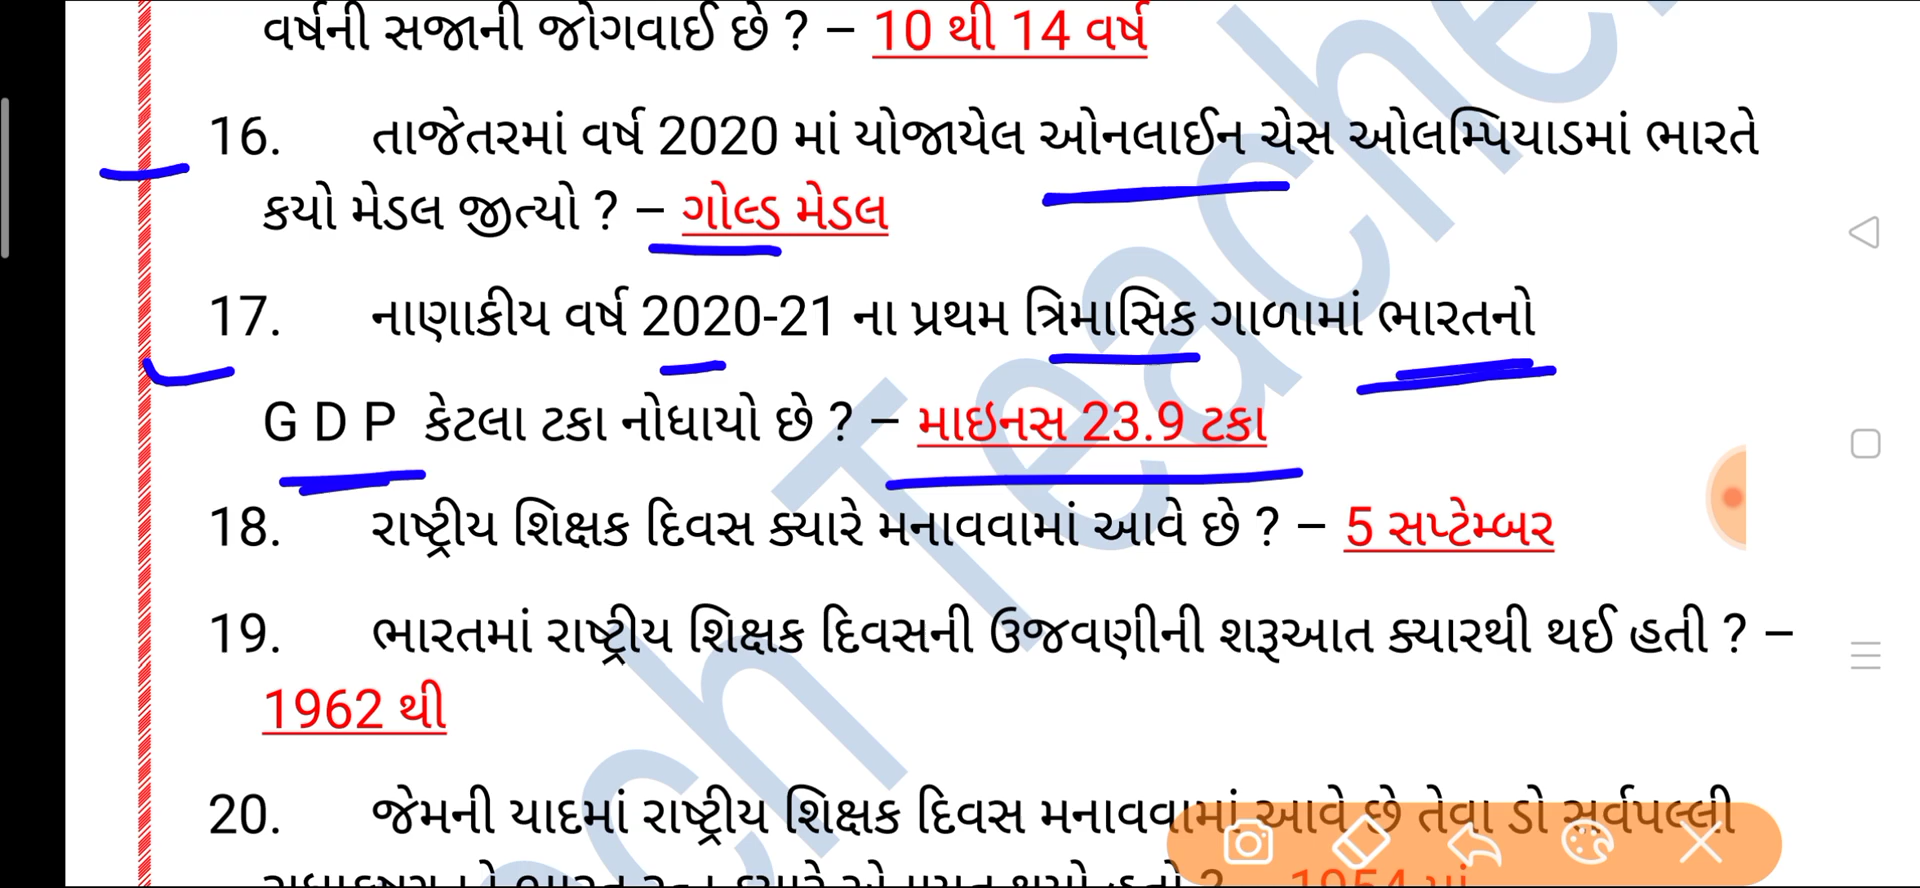 વર્ષની સજાની જોગવાઈ છે ? – 10 થી 14 વર્ષ
16. તાજેતરમાં વર્ષ 2020 માં યોજાયેલ ઓનલાઈન ચેસ ઓલમ્પિયાડમાં ભારતે
કયો મેડલ જીત્યો ? – ગોલ્ડ મેડલ
17. નાણાકીય વર્ષ 2020-21 ના પ્રથમ ત્રિમાસિક ગાળામાં ભારતનો
G D P કેટલા ટકા નોધાયો છે ? – માઇનસ 23.9 ટકા
18. રાષ્ટ્રીય શિક્ષક દિવસ ક્યારે મનાવવામાં આવે છે ? – 5 સપ્ટેમ્બર
19. ભારતમાં રાષ્ટ્રીય શિક્ષક દિવસની ઉજવણીની શરૂઆત ક્યારથી થઈ હતી ? –
1962 થી
20. જેમની યાદમાં રાષ્ટ્રીય શિક્ષક દિવસ મનાવવામાં આવે છે તેવા ડો સર્વપલ્લી
1954 માં